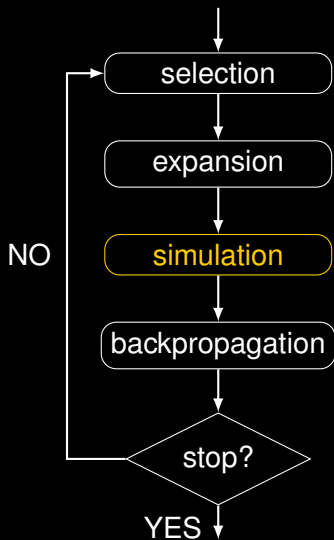 selection
expansion
NO
simulation
backpropagation
stop?
YES